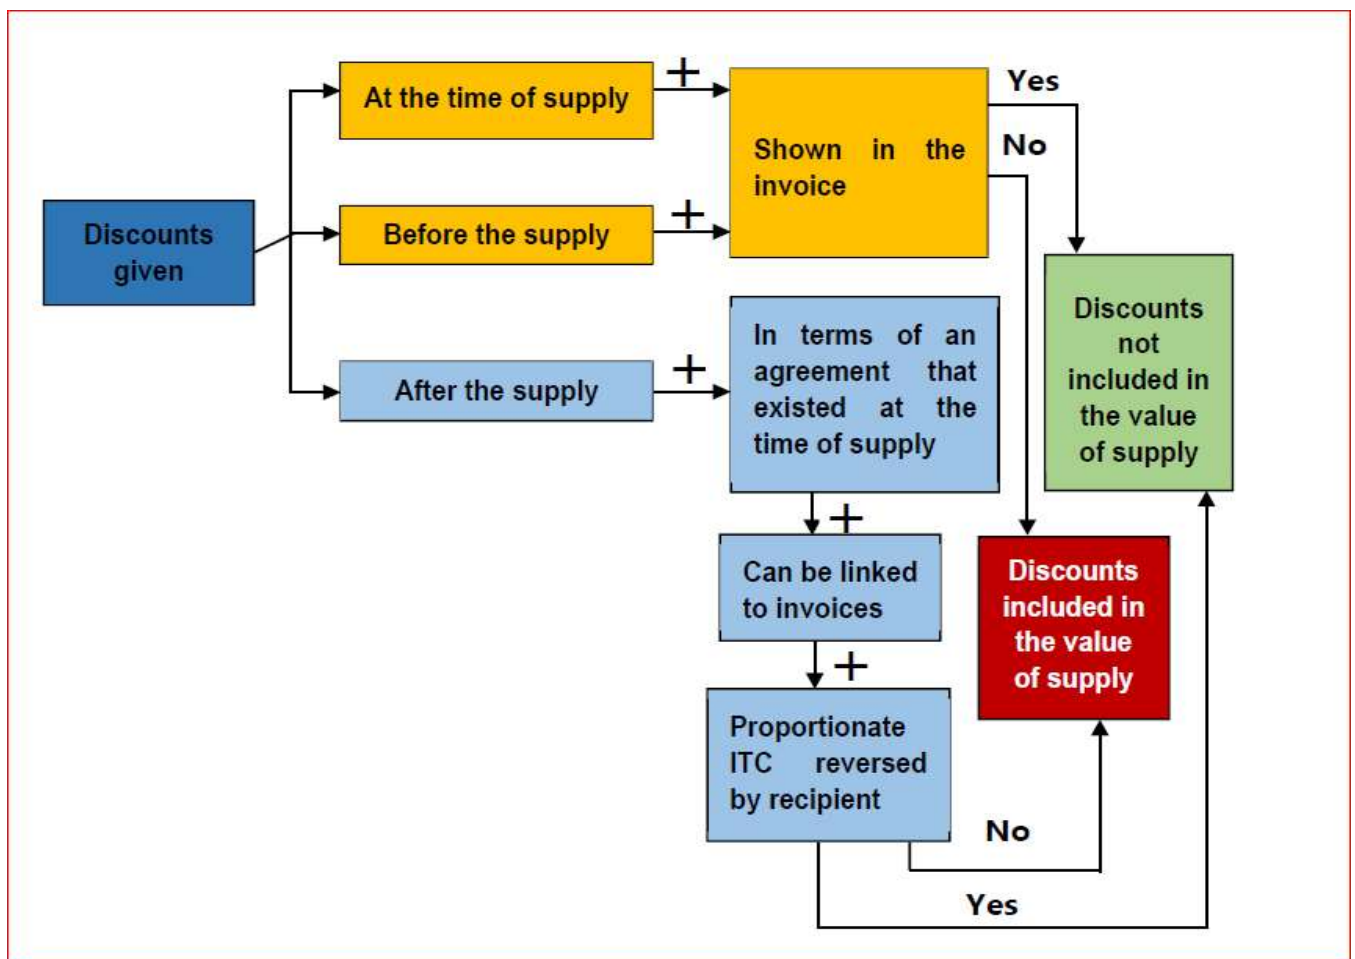 At the time of supply
+
Shown in the
invoice
Yes
No
Discounts
given
Before the supply
+
Discounts
not
included in
the value
of supply
After the supply
+
In terms of an
agreement that
existed at the
time of supply
+
Can be linked
to invoices
+
Discounts
included in
the value
of supply
Proportionate
ITC reversed
by recipient
No
Yes